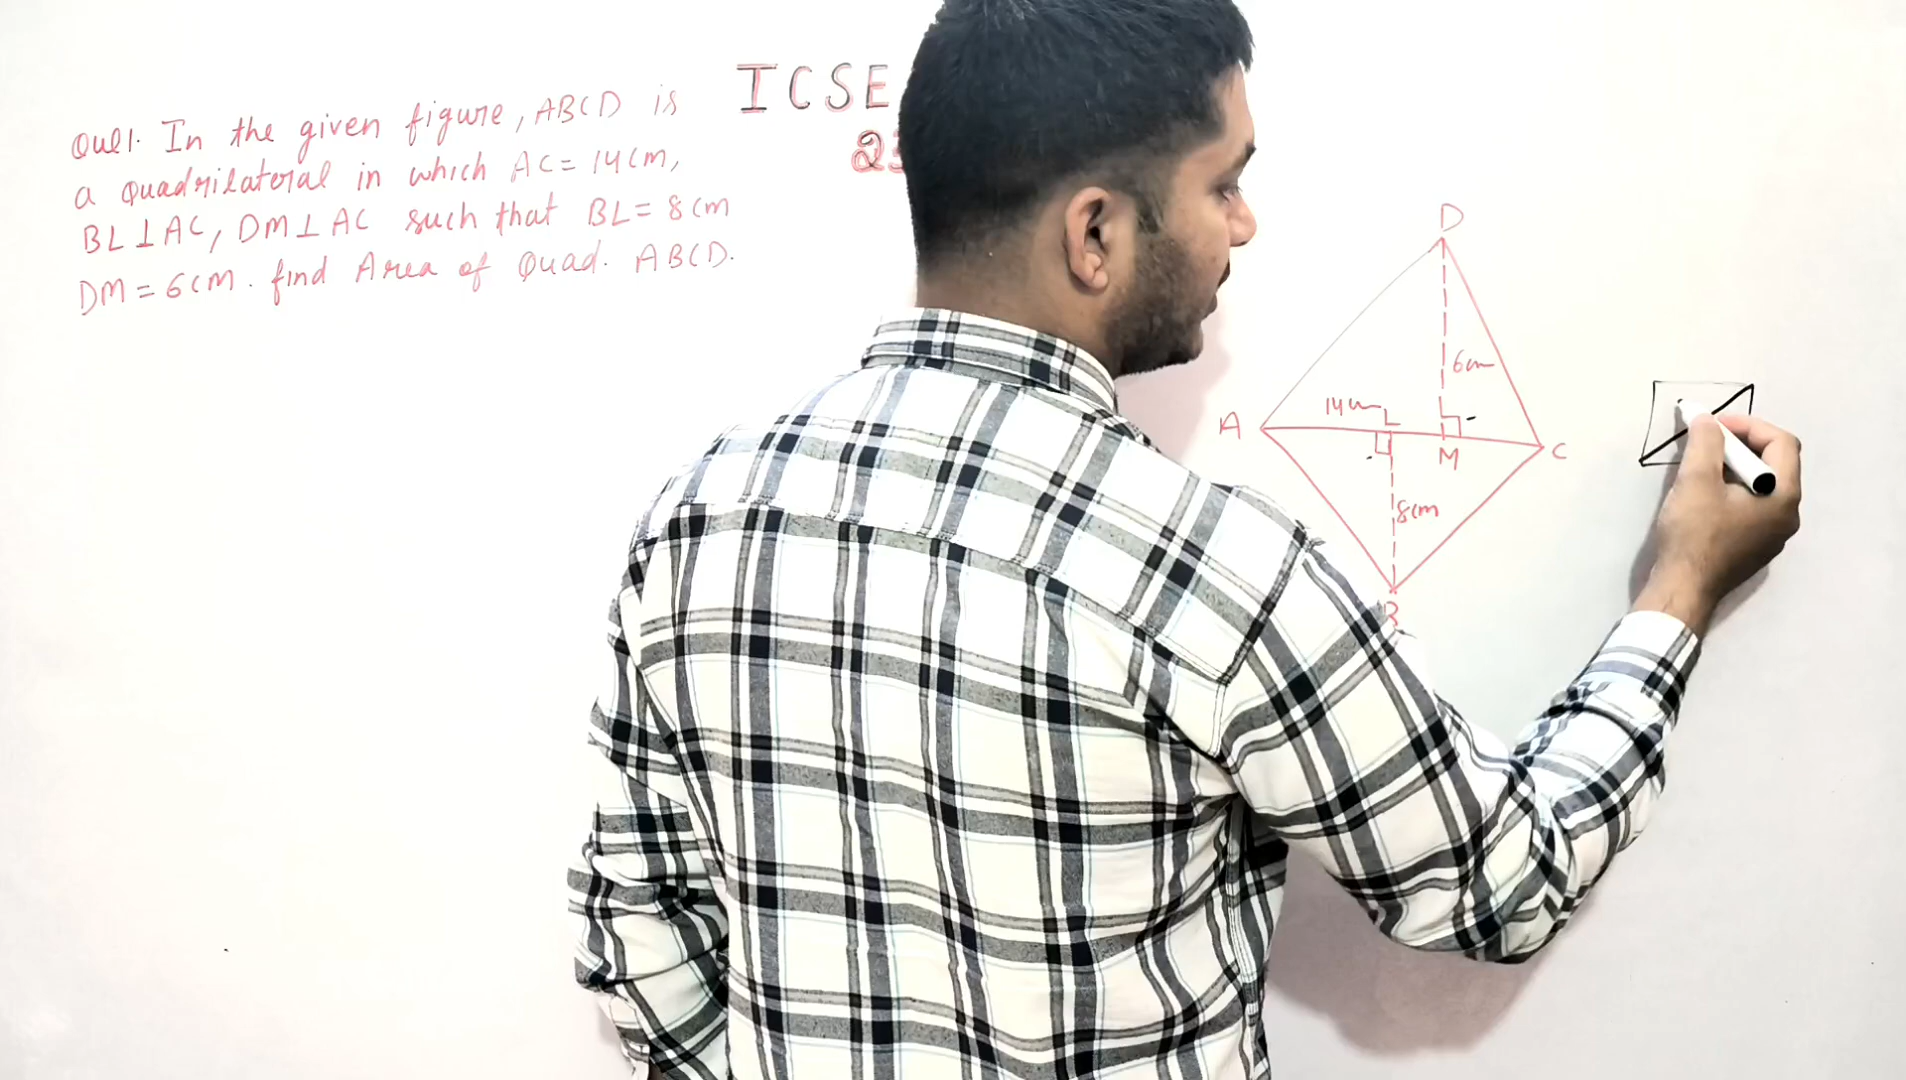 Que1. In the given figure, ABCD is
a Quadrilateral in which AC = 14cm,
BL⊥AC, DM⊥AC such that BL = 8cm
DM = 6cm. find Area of Quad. ABCD.
ICSE
23
D
6cm
14cm
L
A
M
C
8cm
B